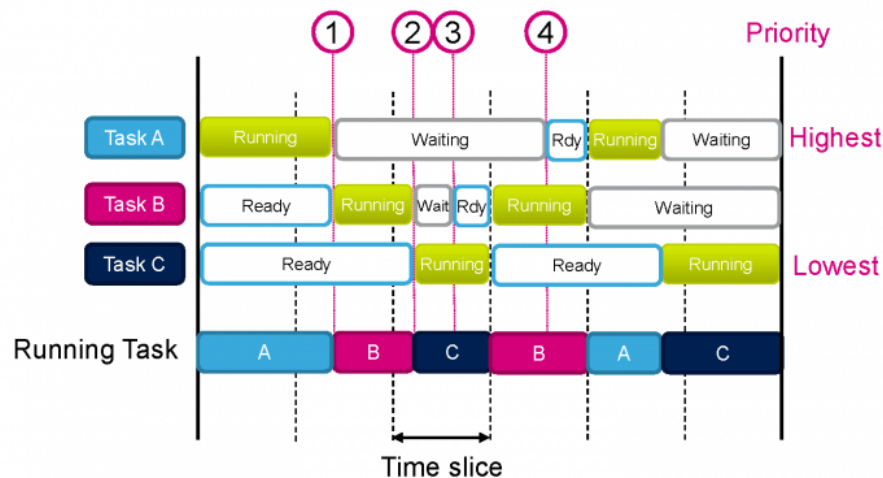 1 2 3 4 Priority
Task A Running Waiting Rdy Running Waiting Highest
Task B Ready Running Wait Rdy Running Waiting
Task C Ready Running Ready Running Lowest
Running Task A B C B A C
Time slice